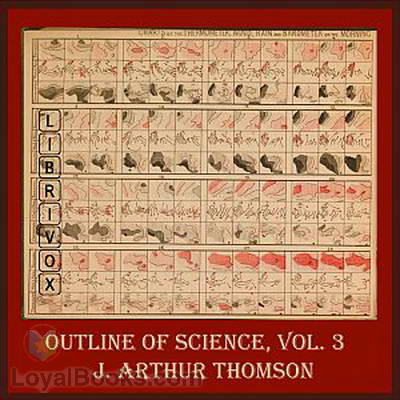 CHARTS OF THE THERMOMETER, WIND, RAIN AND BAROMETER ON THE MORNING
LIBRIVOX
OUTLINE OF SCIENCE, VOL. 3
J. ARTHUR THOMSON
LoyalBooks.com